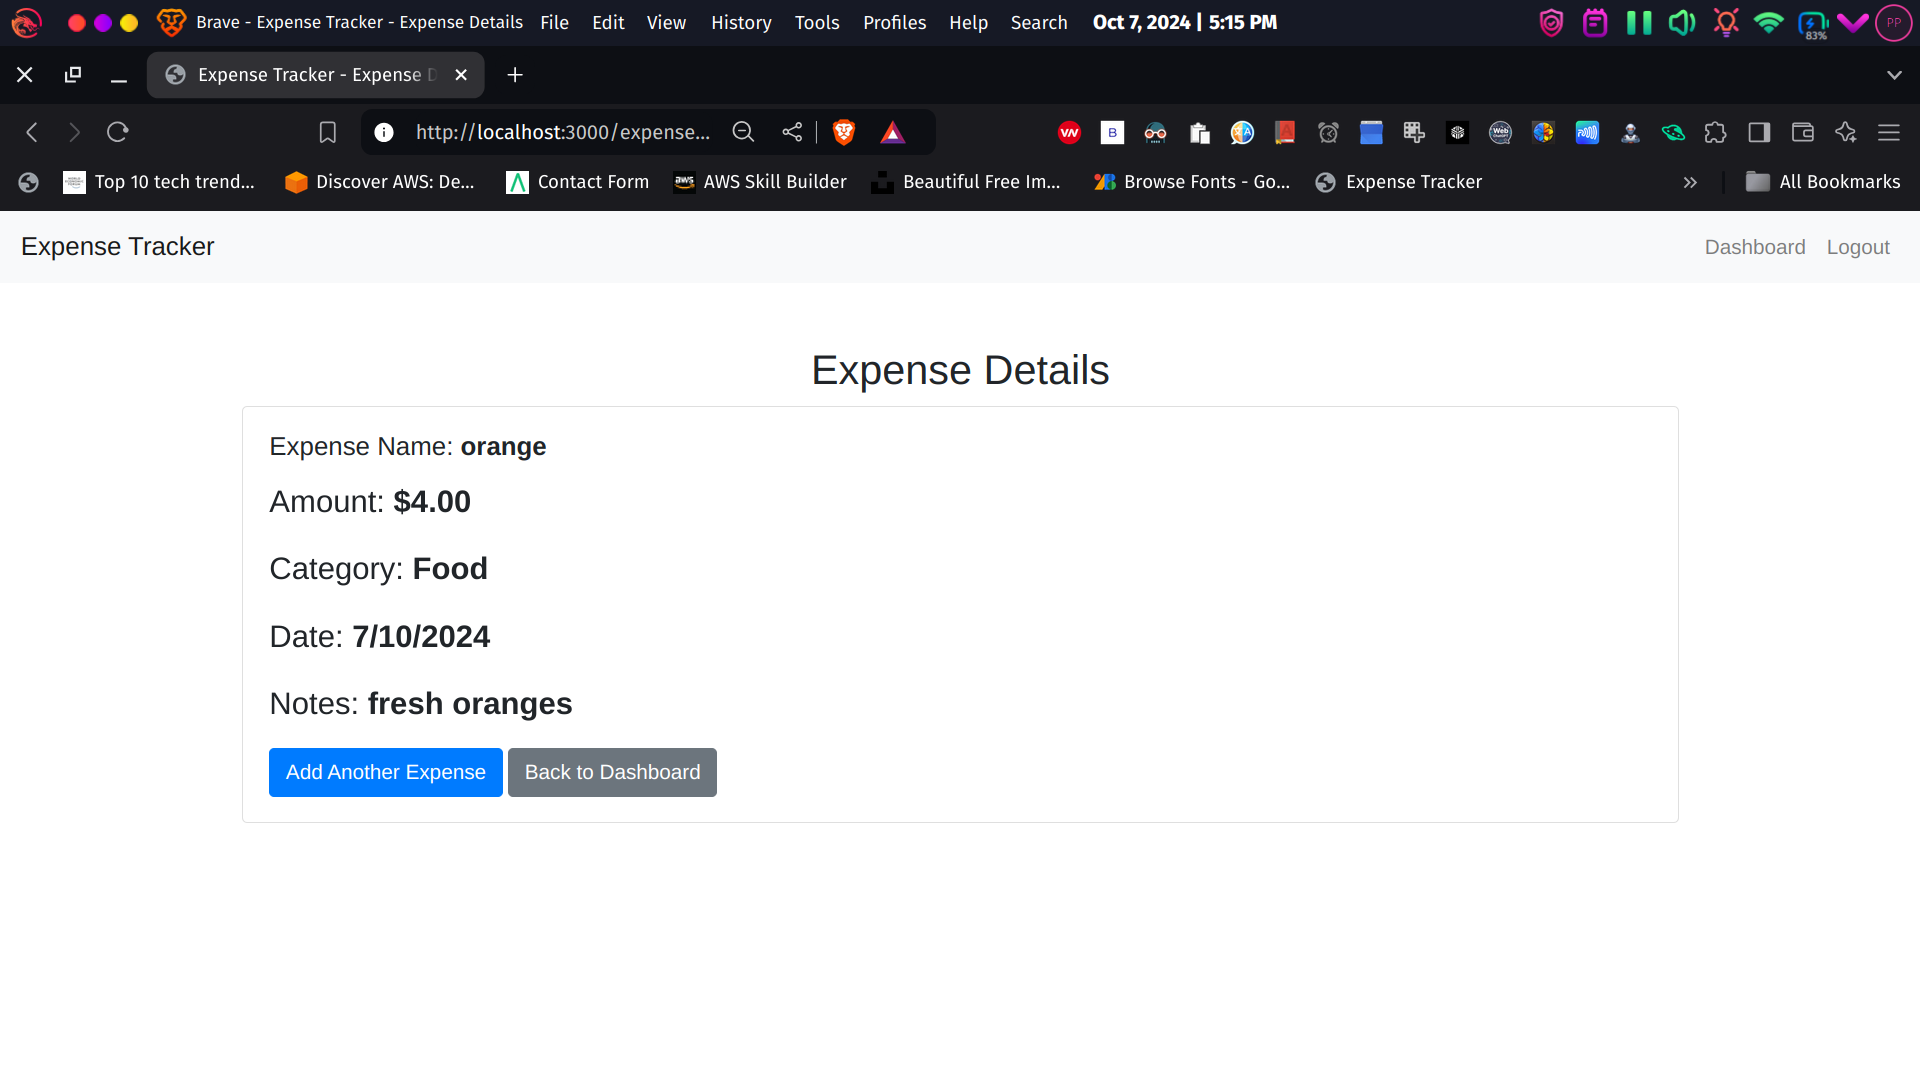 Brave - Expense Tracker - Expense Details File Edit View History Tools Profiles Help Search Oct 7, 2024 | 5:15 PM 83% PP
Expense Tracker - Expense D
http://localhost:3000/expense... VN B Web
Top 10 tech trend... Discover AWS: De... Contact Form aws AWS Skill Builder Beautiful Free Im... Browse Fonts - Go... Expense Tracker All Bookmarks
Expense Tracker Dashboard Logout
Expense Details
Expense Name: orange
Amount: $4.00
Category: Food
Date: 7/10/2024
Notes: fresh oranges
Add Another Expense Back to Dashboard